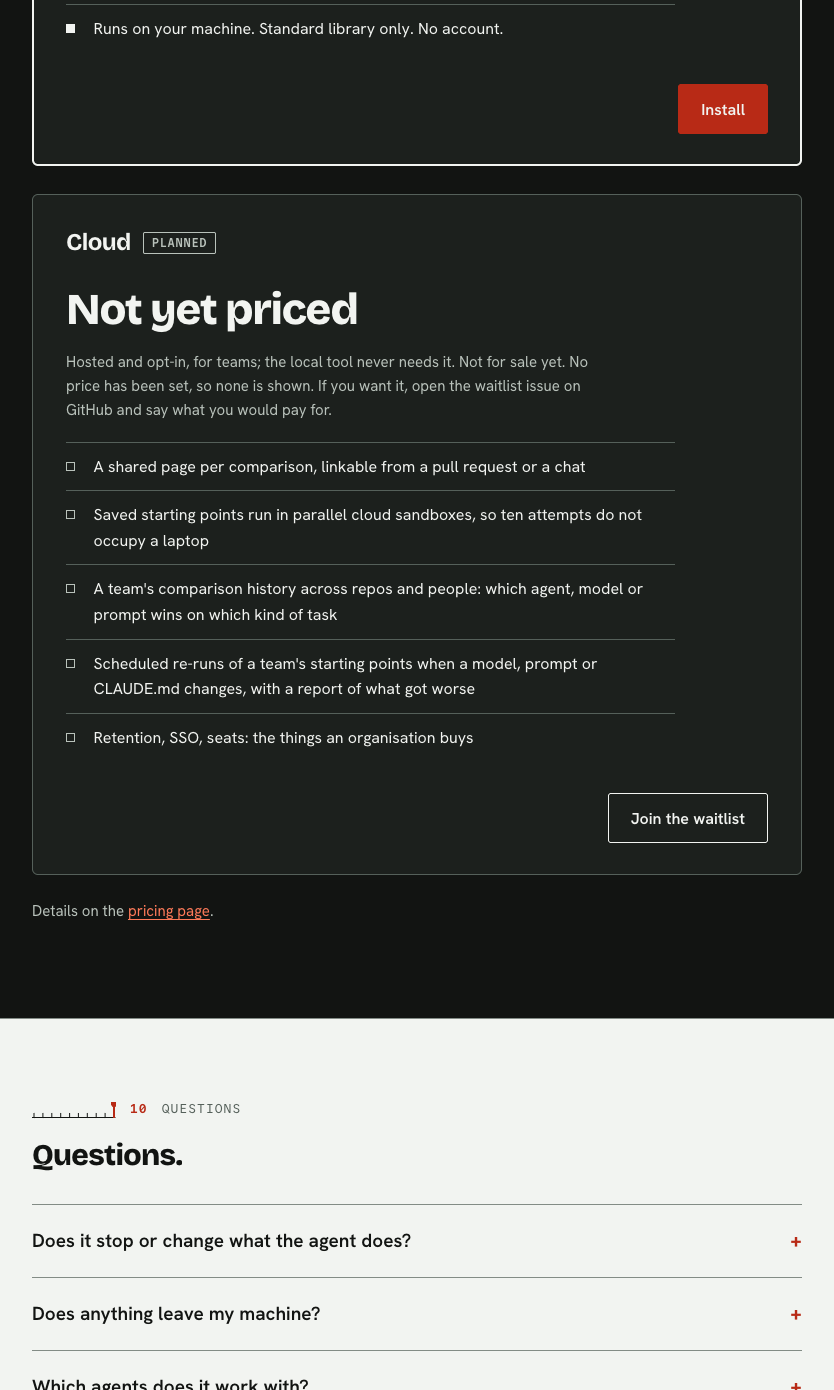 Runs on your machine. Standard library only. No account.
Install
Cloud PLANNED
Not yet priced
Hosted and opt-in, for teams; the local tool never needs it. Not for sale yet. No
price has been set, so none is shown. If you want it, open the waitlist issue on
GitHub and say what you would pay for.
A shared page per comparison, linkable from a pull request or a chat
Saved starting points run in parallel cloud sandboxes, so ten attempts do not
occupy a laptop
A team's comparison history across repos and people: which agent, model or
prompt wins on which kind of task
Scheduled re-runs of a team's starting points when a model, prompt or
CLAUDE.md changes, with a report of what got worse
Retention, SSO, seats: the things an organisation buys
Join the waitlist
Details on the pricing page.
10 QUESTIONS
Questions.
Does it stop or change what the agent does? +
Does anything leave my machine? +
Which agents does it work with? +